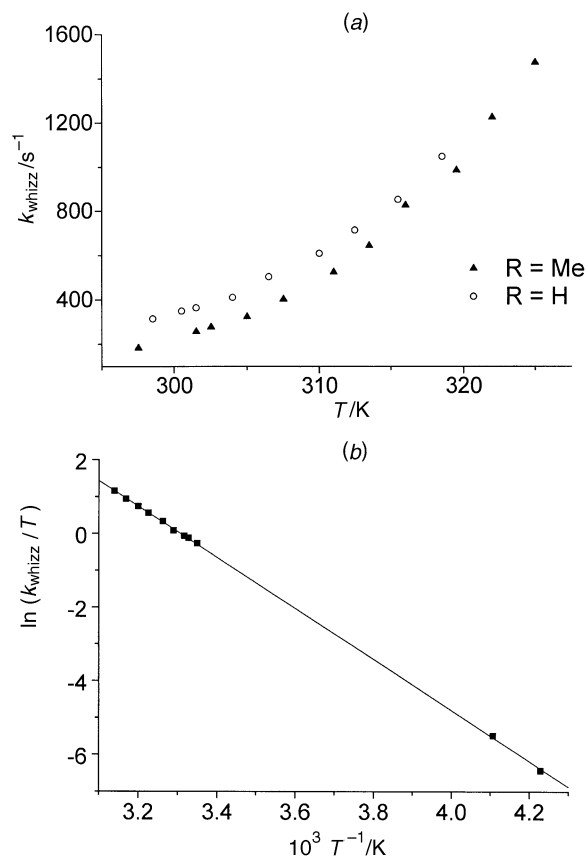 (a)
1600
1200
800
400
k_whizz /s⁻¹
▲ R = Me
○ R = H
300 310 320
T/K
(b)
2
0
-2
-4
-6
ln (k_whizz / T)
3.2 3.4 3.6 3.8 4.0 4.2
10³ T⁻¹/K